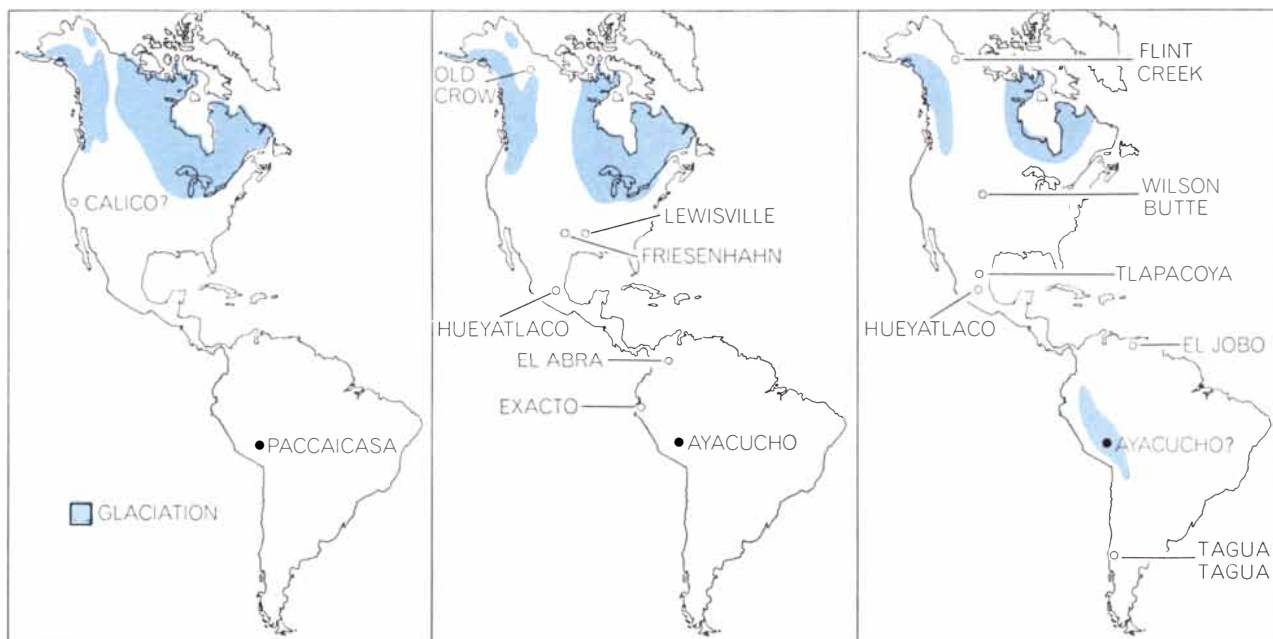 CALICO?
PACCAICASA
GLACIATION
OLD
CROW
LEWISVILLE
FRIESENHAHN
HUEYATLACO
EL ABRA
EXACTO
AYACUCHO
FLINT
CREEK
WILSON
BUTTE
TLAPACOYA
HUEYATLACO
EL JOBO
AYACUCHO?
TAGUA
TAGUA